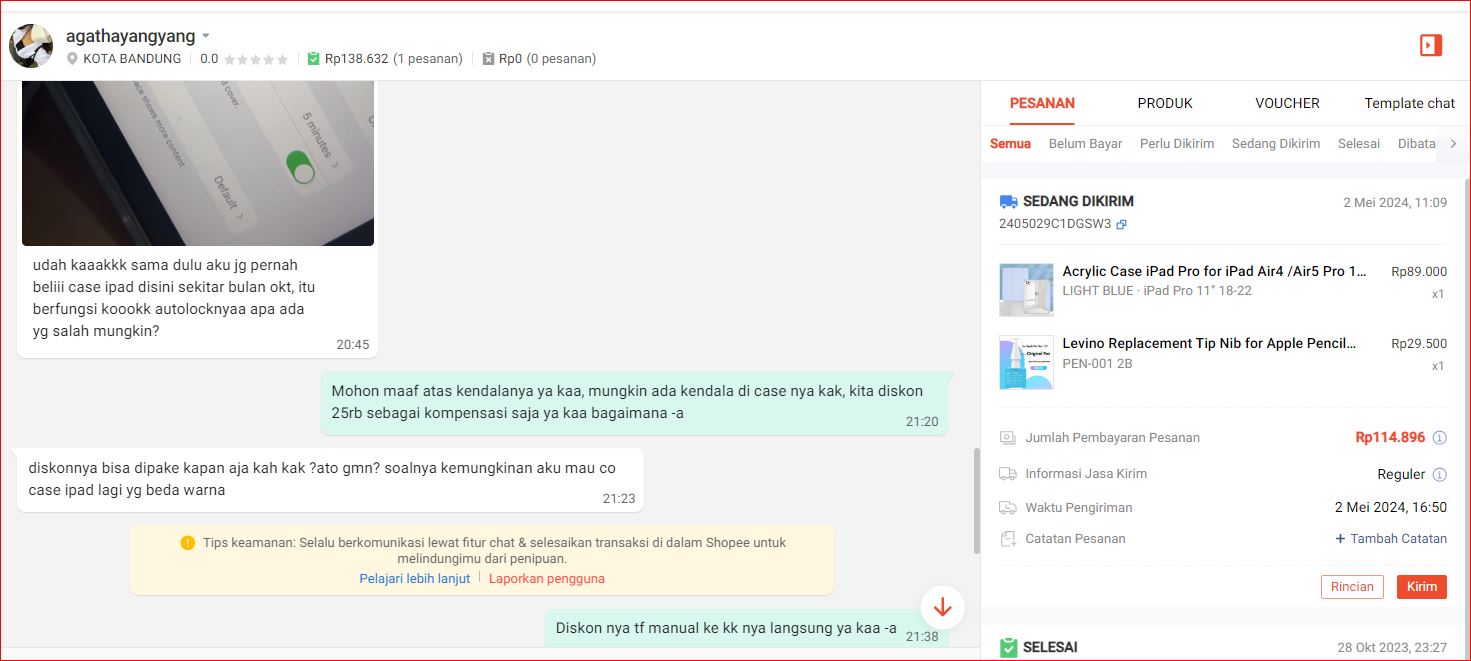 agathayangyang
KOTA BANDUNG
0.0
Rp138.632 (1 pesanan)
Rp0 (0 pesanan)
ace shows more content.
d cover.
5 minutes >
Default >
udah kaaakkk sama dulu aku jg pernah
beliii case ipad disini sekitar bulan okt, itu
berfungsi koookk autolocknyaa apa ada
yg salah mungkin?
20:45
Mohon maaf atas kendalanya ya kaa, mungkin ada kendala di case nya kak, kita diskon
25rb sebagai kompensasi saja ya kaa bagaimana -a
21:20
diskonnya bisa dipake kapan aja kah kak ?ato gmn? soalnya kemungkinan aku mau co
case ipad lagi yg beda warna
21:23
Tips keamanan: Selalu berkomunikasi lewat fitur chat & selesaikan transaksi di dalam Shopee untuk
melindungimu dari penipuan.
Pelajari lebih lanjut
Laporkan pengguna
Diskon nya tf manual ke kk nya langsung ya kaa -a
21:38
PESANAN
PRODUK
VOUCHER
Template chat
Semua
Belum Bayar
Perlu Dikirim
Sedang Dikirim
Selesai
Dibata
SEDANG DIKIRIM
2 Mei 2024, 11:09
2405029C1DGSW3
Acrylic Case iPad Pro for iPad Air4 /Air5 Pro 1...
Rp89.000
LIGHT BLUE · iPad Pro 11" 18-22
x1
Levino Replacement Tip Nib for Apple Pencil...
Rp29.500
PEN-001 2B
x1
Jumlah Pembayaran Pesanan
Rp114.896
Informasi Jasa Kirim
Reguler
Waktu Pengiriman
2 Mei 2024, 16:50
Catatan Pesanan
+ Tambah Catatan
Rincian
Kirim
SELESAI
28 Okt 2023, 23:27